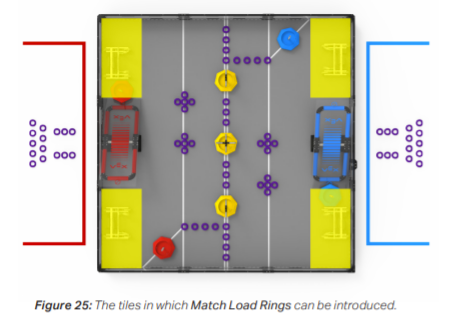 Figure 25: The tiles in which Match Load Rings can be introduced.